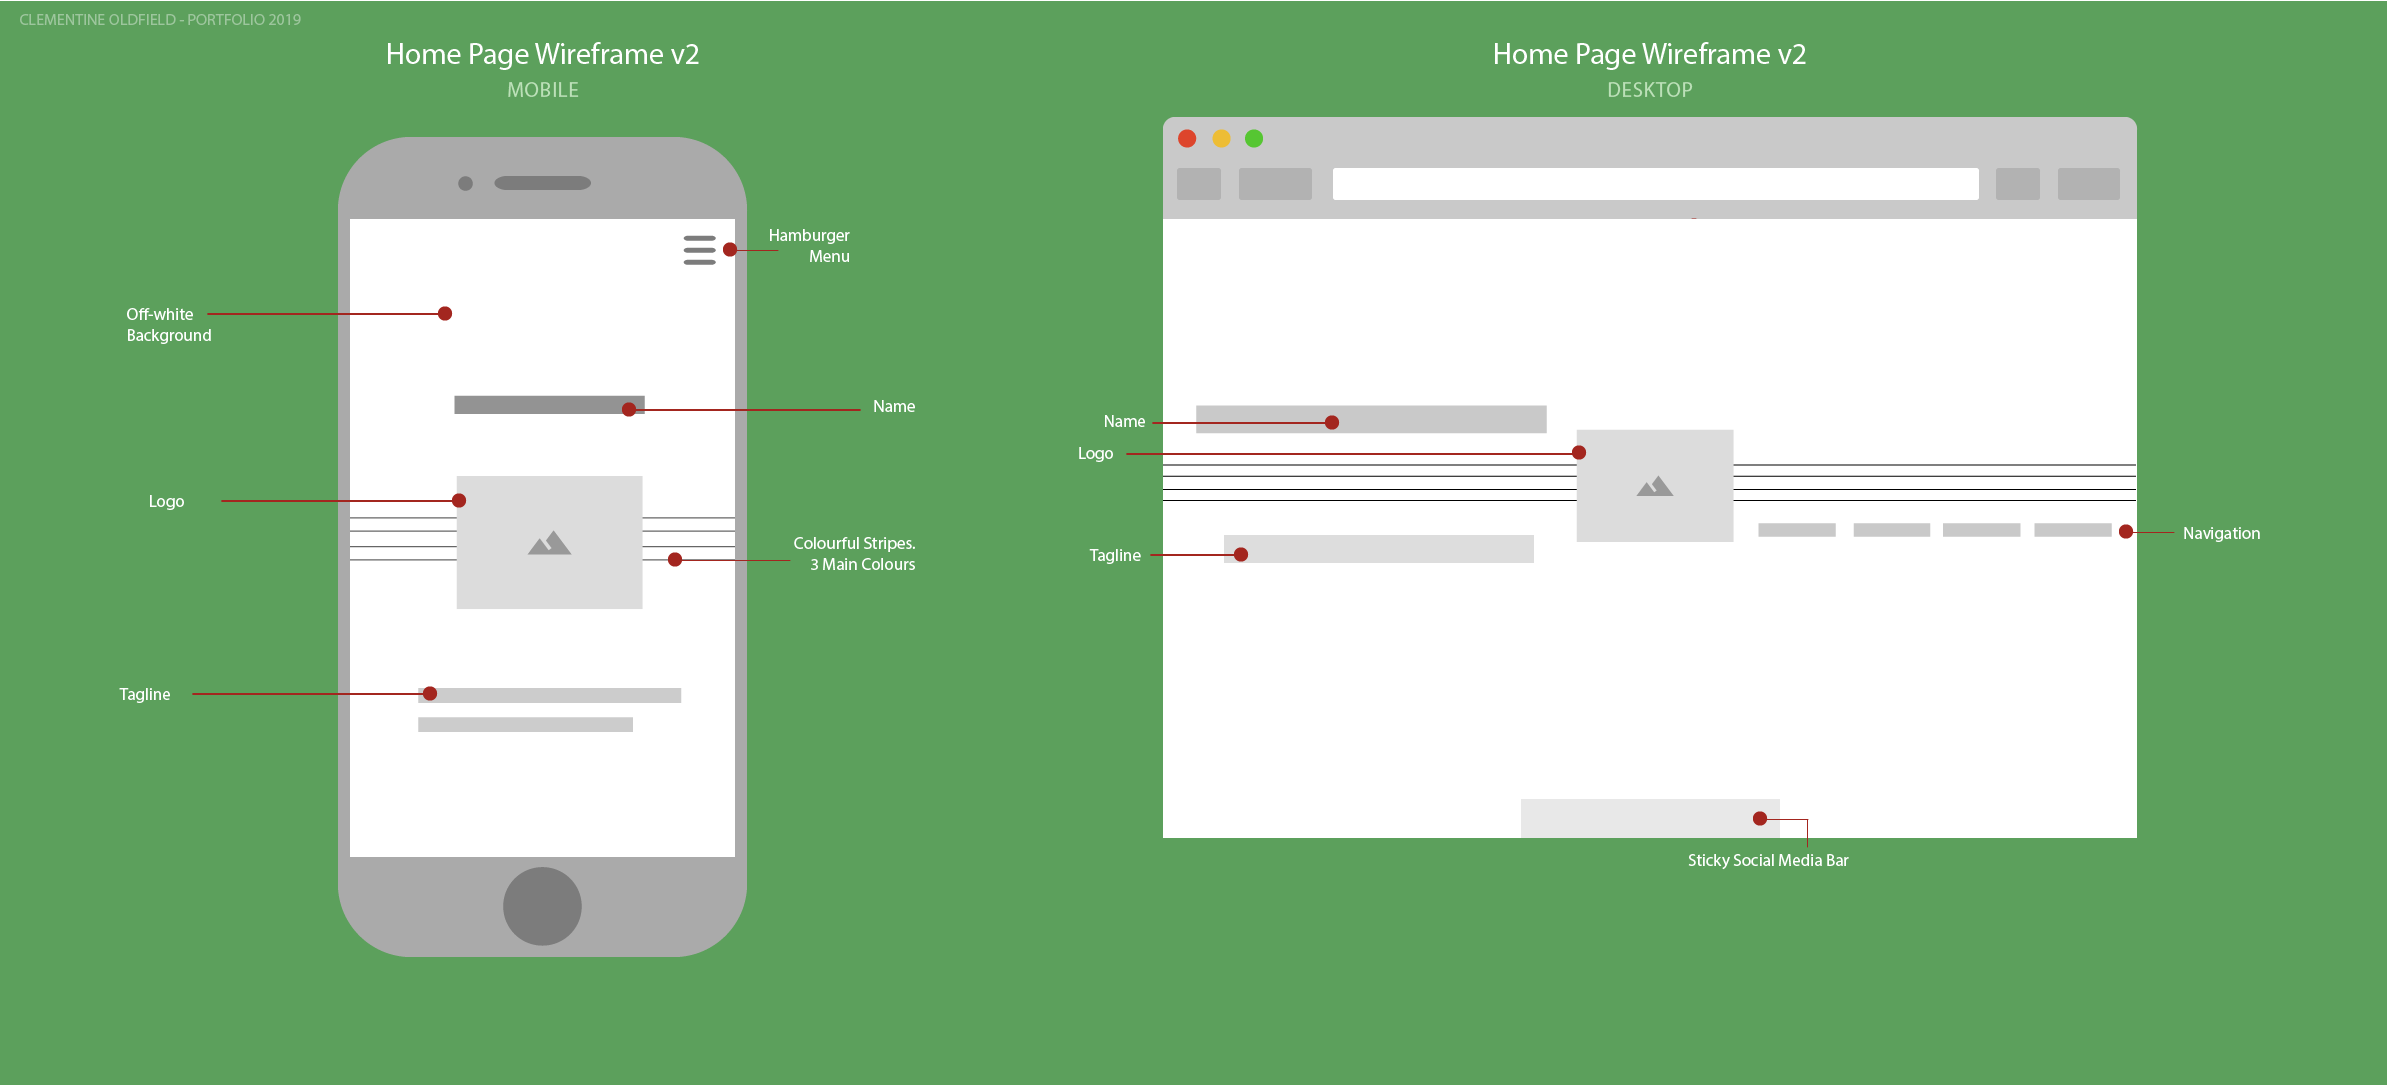 CLEMENTINE OLDFIELD - PORTFOLIO 2019
Home Page Wireframe v2
MOBILE
Hamburger
Menu
Off-white
Background
Name
Logo
Colourful Stripes.
3 Main Colours
Tagline
Home Page Wireframe v2
DESKTOP
Name
Logo
Navigation
Tagline
Sticky Social Media Bar